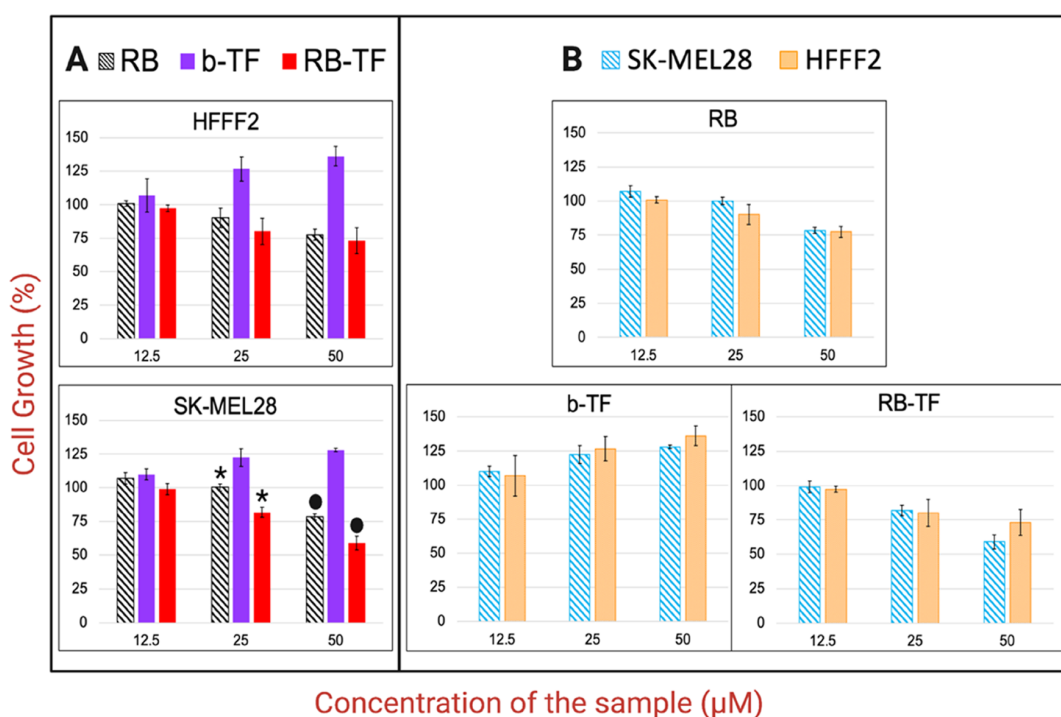 A RB b-TF RB-TF
HFFF2
150
125
100
75
50
25
0
12.5 25 50
SK-MEL28
150
125
100
75
50
25
0
* *
12.5 25 50
B SK-MEL28 HFFF2
RB
150
125
100
75
50
25
0
12.5 25 50
b-TF
150
125
100
75
50
25
0
12.5 25 50
RB-TF
150
125
100
75
50
25
0
12.5 25 50
Cell Growth (%)
Concentration of the sample (μM)